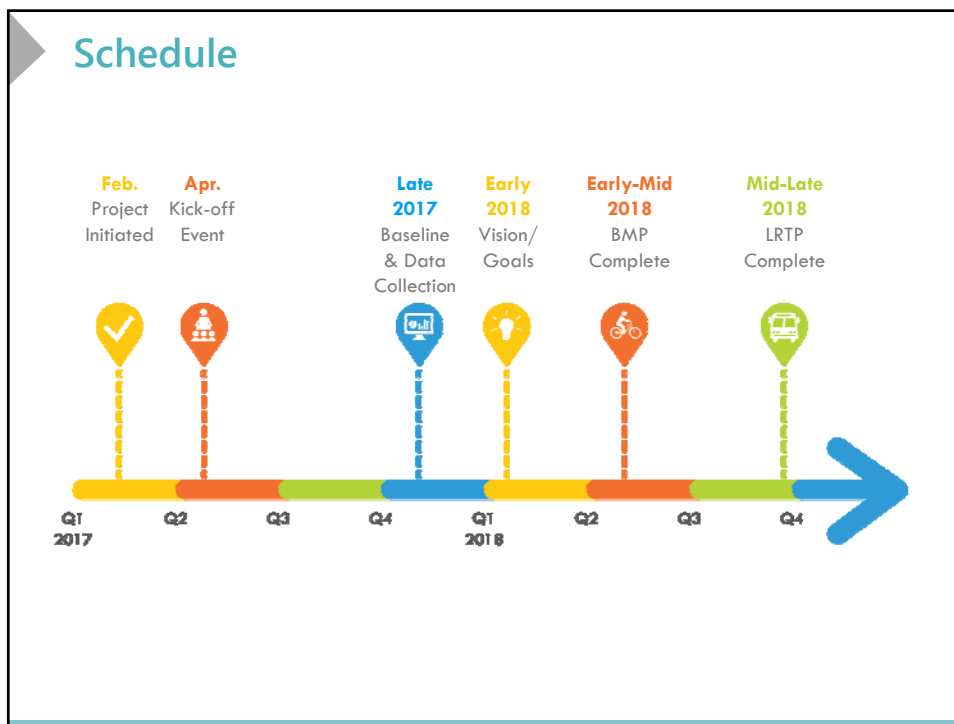 Schedule
Feb.
Project
Initiated
Apr.
Kick-off
Event
Late
2017
Baseline
& Data
Collection
Early
2018
Vision/
Goals
Early-Mid
2018
BMP
Complete
Mid-Late
2018
LRTP
Complete
Q1
2017
Q2
Q3
Q4
Q1
2018
Q2
Q3
Q4